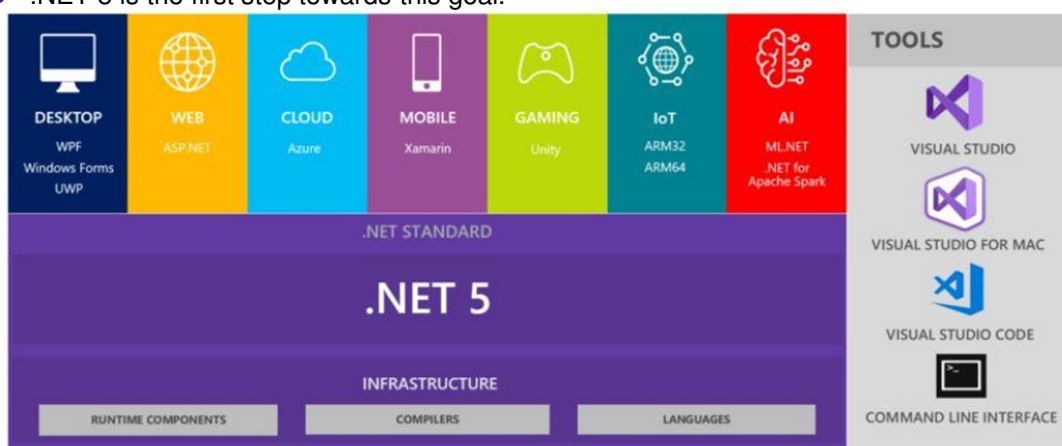 .NET 5 is the first step towards this goal.
DESKTOP
WPF
Windows Forms
UWP
WEB
ASP.NET
CLOUD
Azure
MOBILE
Xamarin
GAMING
Unity
IoT
ARM32
ARM64
AI
ML.NET
.NET for
Apache Spark
.NET STANDARD
.NET 5
INFRASTRUCTURE
RUNTIME COMPONENTS
COMPILERS
LANGUAGES
TOOLS
VISUAL STUDIO
VISUAL STUDIO FOR MAC
VISUAL STUDIO CODE
>_
COMMAND LINE INTERFACE